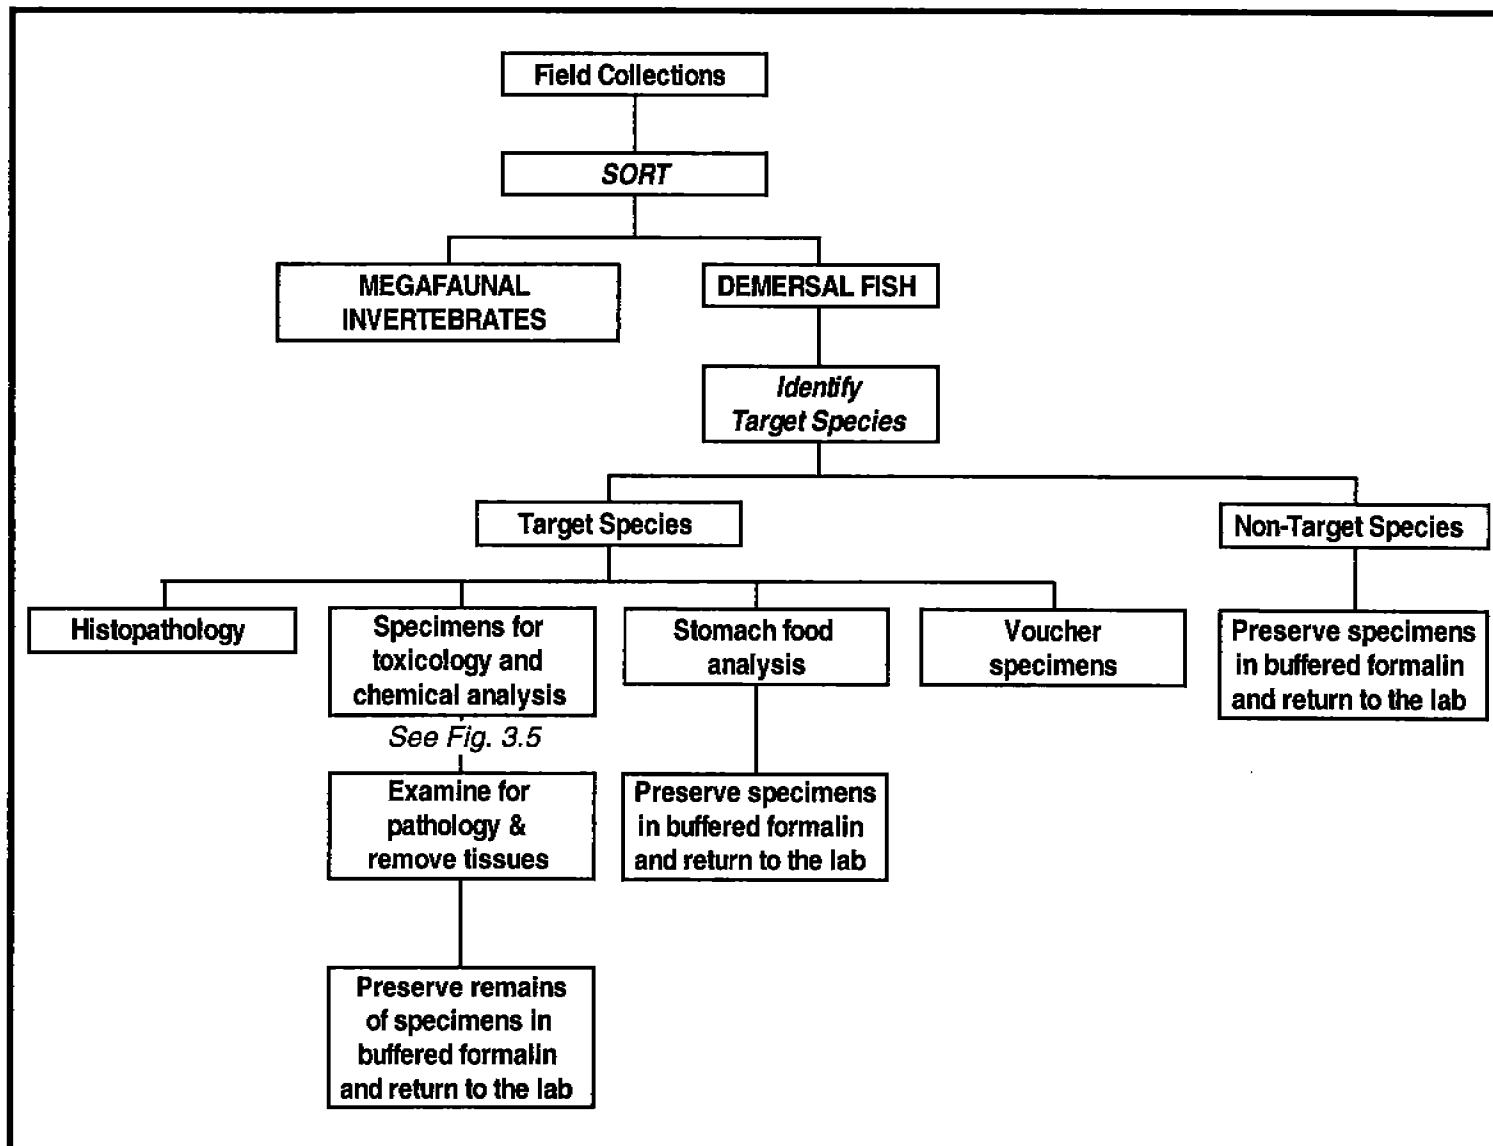 Field Collections
SORT
MEGAFAUNAL
INVERTEBRATES
DEMERSAL FISH
Identify
Target Species
Target Species
Non-Target Species
Histopathology
Specimens for
toxicology and
chemical analysis
See Fig. 3.5
Examine for
pathology &
remove tissues
Preserve remains
of specimens in
buffered formalin
and return to the lab
Stomach food
analysis
Preserve specimens
in buffered formalin
and return to the lab
Voucher
specimens
Preserve specimens
in buffered formalin
and return to the lab